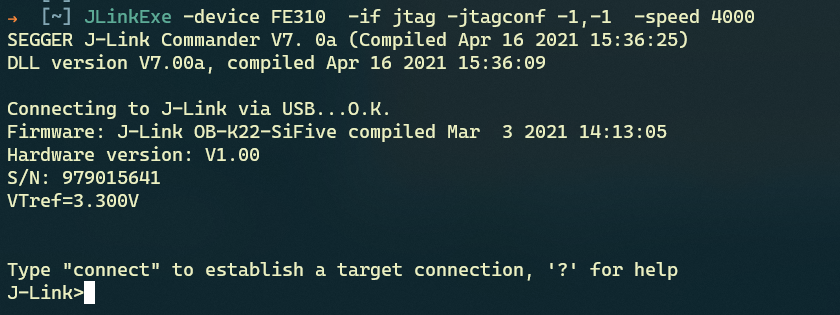 ➜ [~] JLinkExe -device FE310 -if jtag -jtagconf -1,-1 -speed 4000
SEGGER J-Link Commander V7. 0a (Compiled Apr 16 2021 15:36:25)
DLL version V7.00a, compiled Apr 16 2021 15:36:09
Connecting to J-Link via USB...O.K.
Firmware: J-Link OB-K22-SiFive compiled Mar  3 2021 14:13:05
Hardware version: V1.00
S/N: 979015641
VTref=3.300V
Type "connect" to establish a target connection, '?' for help
J-Link>